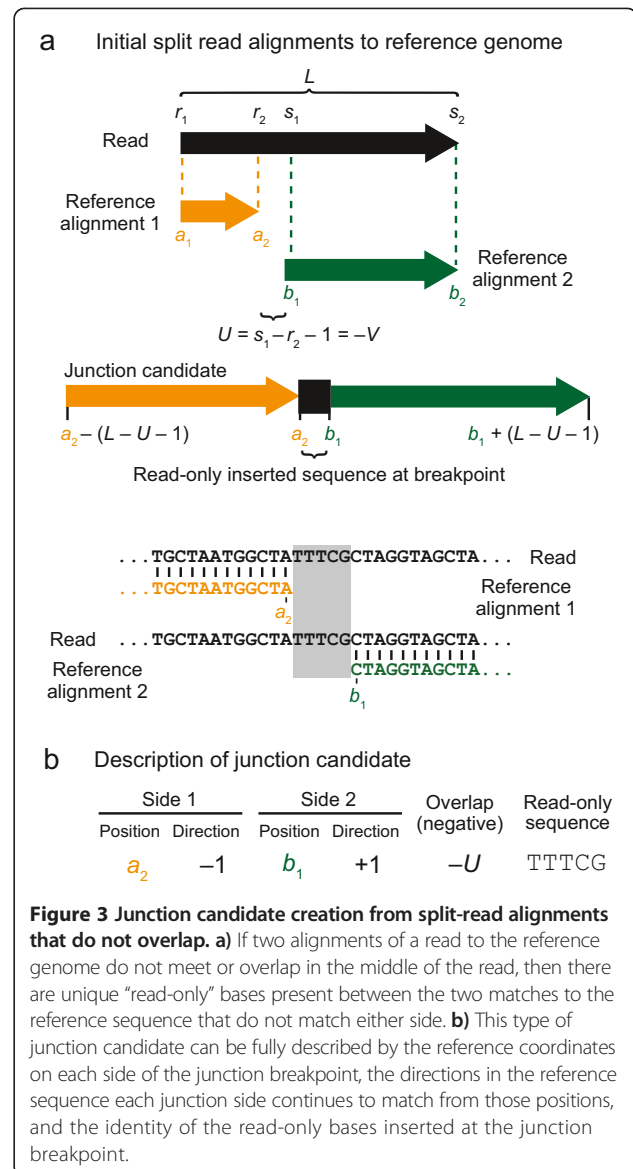 a Initial split read alignments to reference genome
L
r1 r2 s1 s2
Read
Reference
alignment 1
a1 a2
Reference
alignment 2
b1 b2
U = s1 – r2 – 1 = –V
Junction candidate
a2 – (L – U – 1) a2 b1 b1 + (L – U – 1)
Read-only inserted sequence at breakpoint
...TGCTAATGGCTATTTCGCTAGGTAGCTA... Read
...TGCTAATGGCTA
Reference
alignment 1
a2
Read ...TGCTAATGGCTATTTCGCTAGGTAGCTA...
Reference
alignment 2
CTAGGTAGCTA...
b1
b Description of junction candidate
Side 1 Side 2 Overlap (negative) Read-only sequence
Position Direction Position Direction
a2 –1 b1 +1 –U TTTCG
Figure 3 Junction candidate creation from split-read alignments
that do not overlap. a) If two alignments of a read to the reference
genome do not meet or overlap in the middle of the read, then there
are unique “read-only” bases present between the two matches to the
reference sequence that do not match either side. b) This type of
junction candidate can be fully described by the reference coordinates
on each side of the junction breakpoint, the directions in the reference
sequence each junction side continues to match from those positions,
and the identity of the read-only bases inserted at the junction
breakpoint.